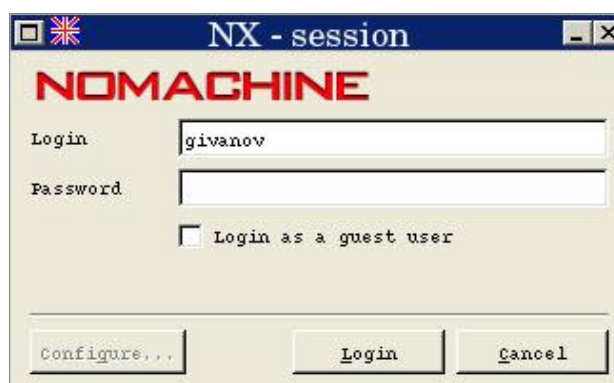 NX - session
NOMACHINE
Login givanov
Password
Login as a guest user
Configure... Login Cancel